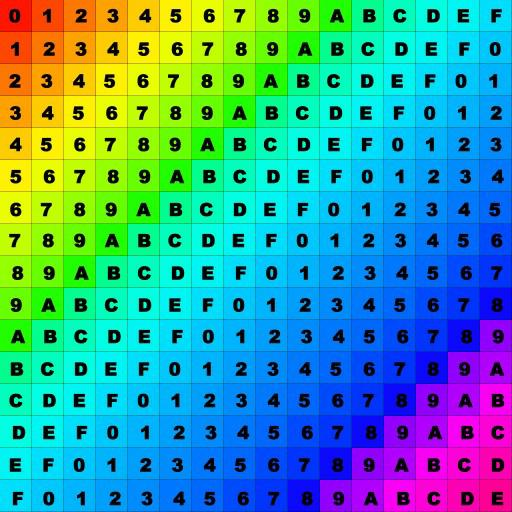 0 1 2 3 4 5 6 7 8 9 A B C D E F
1 2 3 4 5 6 7 8 9 A B C D E F 0
2 3 4 5 6 7 8 9 A B C D E F 0 1
3 4 5 6 7 8 9 A B C D E F 0 1 2
4 5 6 7 8 9 A B C D E F 0 1 2 3
5 6 7 8 9 A B C D E F 0 1 2 3 4
6 7 8 9 A B C D E F 0 1 2 3 4 5
7 8 9 A B C D E F 0 1 2 3 4 5 6
8 9 A B C D E F 0 1 2 3 4 5 6 7
9 A B C D E F 0 1 2 3 4 5 6 7 8
A B C D E F 0 1 2 3 4 5 6 7 8 9
B C D E F 0 1 2 3 4 5 6 7 8 9 A
C D E F 0 1 2 3 4 5 6 7 8 9 A B
D E F 0 1 2 3 4 5 6 7 8 9 A B C
E F 0 1 2 3 4 5 6 7 8 9 A B C D
F 0 1 2 3 4 5 6 7 8 9 A B C D E